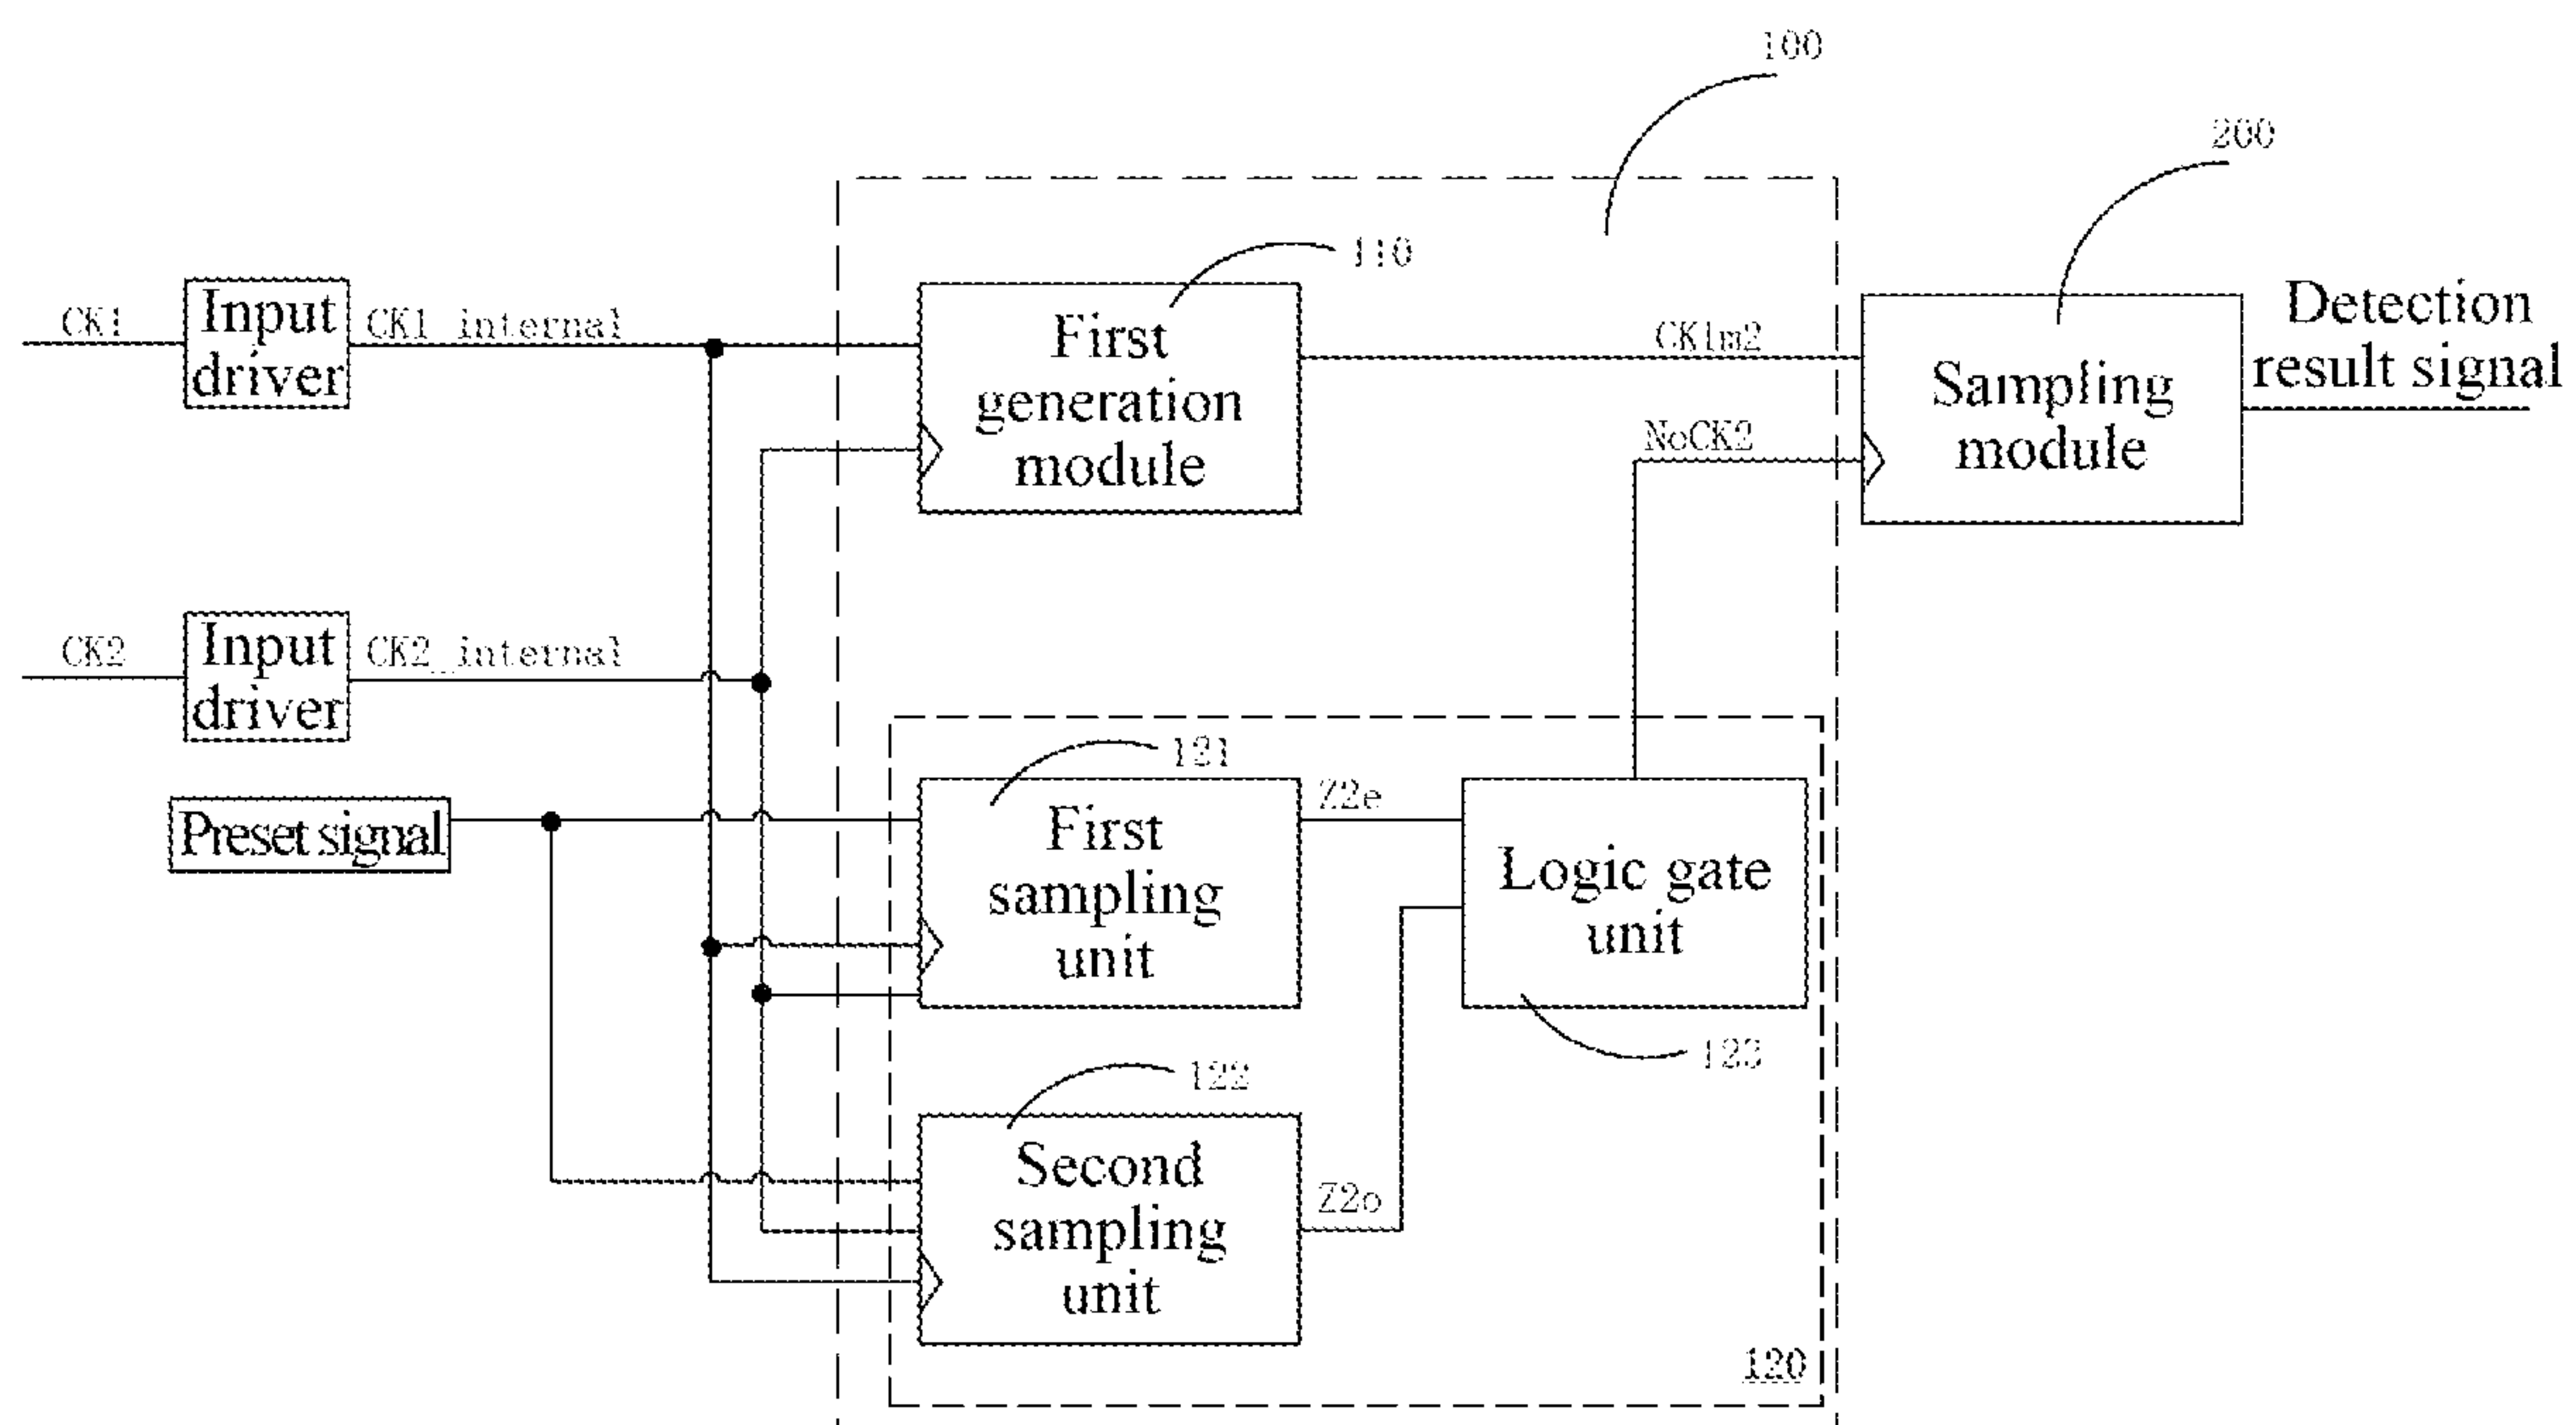 100
200
110
CK1
Input
driver
CK1_internal
First
generation
module
CK1m2
NoCK2
Sampling
module
Detection
result signal
CK2
Input
driver
CK2_internal
Preset signal
121
First
sampling
unit
Z2e
Logic gate
unit
123
122
Second
sampling
unit
Z2o
120